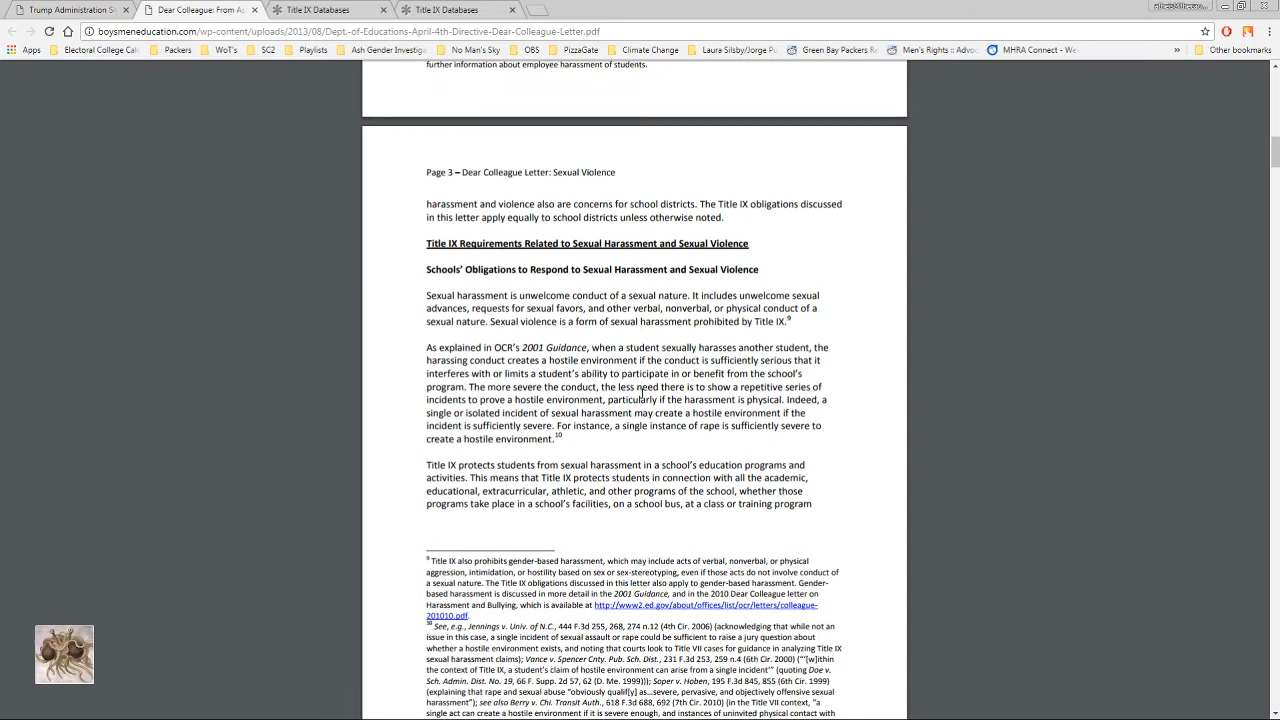 Trump Administration
Dear Colleague: From As
Title IX Databases
Title IX Databases
boysmeneducation.com/wp-content/uploads/2013/08/Dept.-of-Educations-April-4th-Directive-Dear-Colleague-Letter.pdf
Apps Electoral College Cal Packers WoT's SC2 Playlists Ash Gender Investiga No Man's Sky OBS PizzaGate Climate Change Laura Silsby/Jorge Pu Green Bay Packers Re Men's Rights :: Advoc MHRA Connect - We » Other bookmarks
further information about employee harassment of students.
Page 3 – Dear Colleague Letter: Sexual Violence
harassment and violence also are concerns for school districts. The Title IX obligations discussed
in this letter apply equally to school districts unless otherwise noted.
Title IX Requirements Related to Sexual Harassment and Sexual Violence
Schools' Obligations to Respond to Sexual Harassment and Sexual Violence
Sexual harassment is unwelcome conduct of a sexual nature. It includes unwelcome sexual
advances, requests for sexual favors, and other verbal, nonverbal, or physical conduct of a
sexual nature. Sexual violence is a form of sexual harassment prohibited by Title IX.9
As explained in OCR's 2001 Guidance, when a student sexually harasses another student, the
harassing conduct creates a hostile environment if the conduct is sufficiently serious that it
interferes with or limits a student's ability to participate in or benefit from the school's
program. The more severe the conduct, the less need there is to show a repetitive series of
incidents to prove a hostile environment, particularly if the harassment is physical. Indeed, a
single or isolated incident of sexual harassment may create a hostile environment if the
incident is sufficiently severe. For instance, a single instance of rape is sufficiently severe to
create a hostile environment.10
Title IX protects students from sexual harassment in a school's education programs and
activities. This means that Title IX protects students in connection with all the academic,
educational, extracurricular, athletic, and other programs of the school, whether those
programs take place in a school's facilities, on a school bus, at a class or training program
9 Title IX also prohibits gender-based harassment, which may include acts of verbal, nonverbal, or physical
aggression, intimidation, or hostility based on sex or sex-stereotyping, even if those acts do not involve conduct of
a sexual nature. The Title IX obligations discussed in this letter also apply to gender-based harassment. Gender-
based harassment is discussed in more detail in the 2001 Guidance, and in the 2010 Dear Colleague letter on
Harassment and Bullying, which is available at http://www2.ed.gov/about/offices/list/ocr/letters/colleague-
201010.pdf.
10 See, e.g., Jennings v. Univ. of N.C., 444 F.3d 255, 268, 274 n.12 (4th Cir. 2006) (acknowledging that while not an
issue in this case, a single incident of sexual assault or rape could be sufficient to raise a jury question about
whether a hostile environment exists, and noting that courts look to Title VII cases for guidance in analyzing Title IX
sexual harassment claims); Vance v. Spencer Cnty. Pub. Sch. Dist., 231 F.3d 253, 259 n.4 (6th Cir. 2000) ("'[w]ithin
the context of Title IX, a student's claim of hostile environment can arise from a single incident'" (quoting Doe v.
Sch. Admin. Dist. No. 19, 66 F. Supp. 2d 57, 62 (D. Me. 1999))); Soper v. Hoben, 195 F.3d 845, 855 (6th Cir. 1999)
(explaining that rape and sexual abuse "obviously qualif[y] as…severe, pervasive, and objectively offensive sexual
harassment"); see also Berry v. Chi. Transit Auth., 618 F.3d 688, 692 (7th Cir. 2010) (in the Title VII context, "a
single act can create a hostile environment if it is severe enough, and instances of uninvited physical contact with